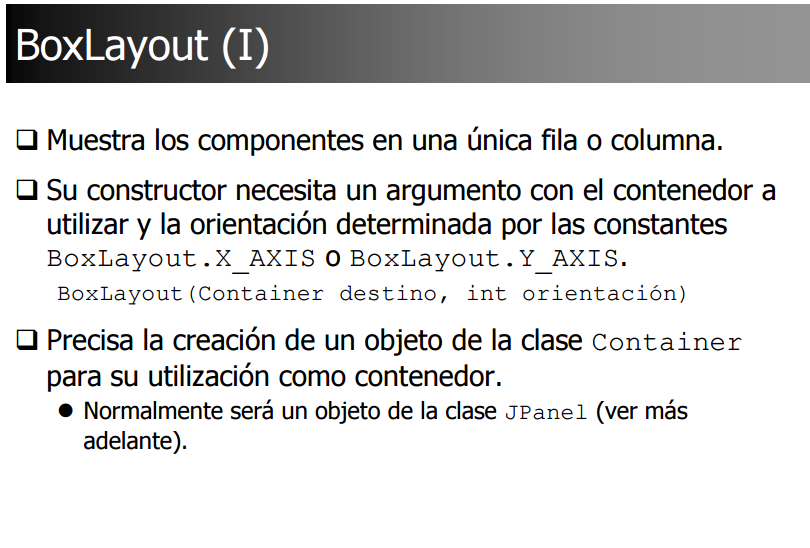 BoxLayout (I)
❑ Muestra los componentes en una única fila o columna.
❑ Su constructor necesita un argumento con el contenedor a
utilizar y la orientación determinada por las constantes
BoxLayout.X_AXIS o BoxLayout.Y_AXIS.
BoxLayout(Container destino, int orientación)
❑ Precisa la creación de un objeto de la clase Container
para su utilización como contenedor.
● Normalmente será un objeto de la clase JPanel (ver más
adelante).